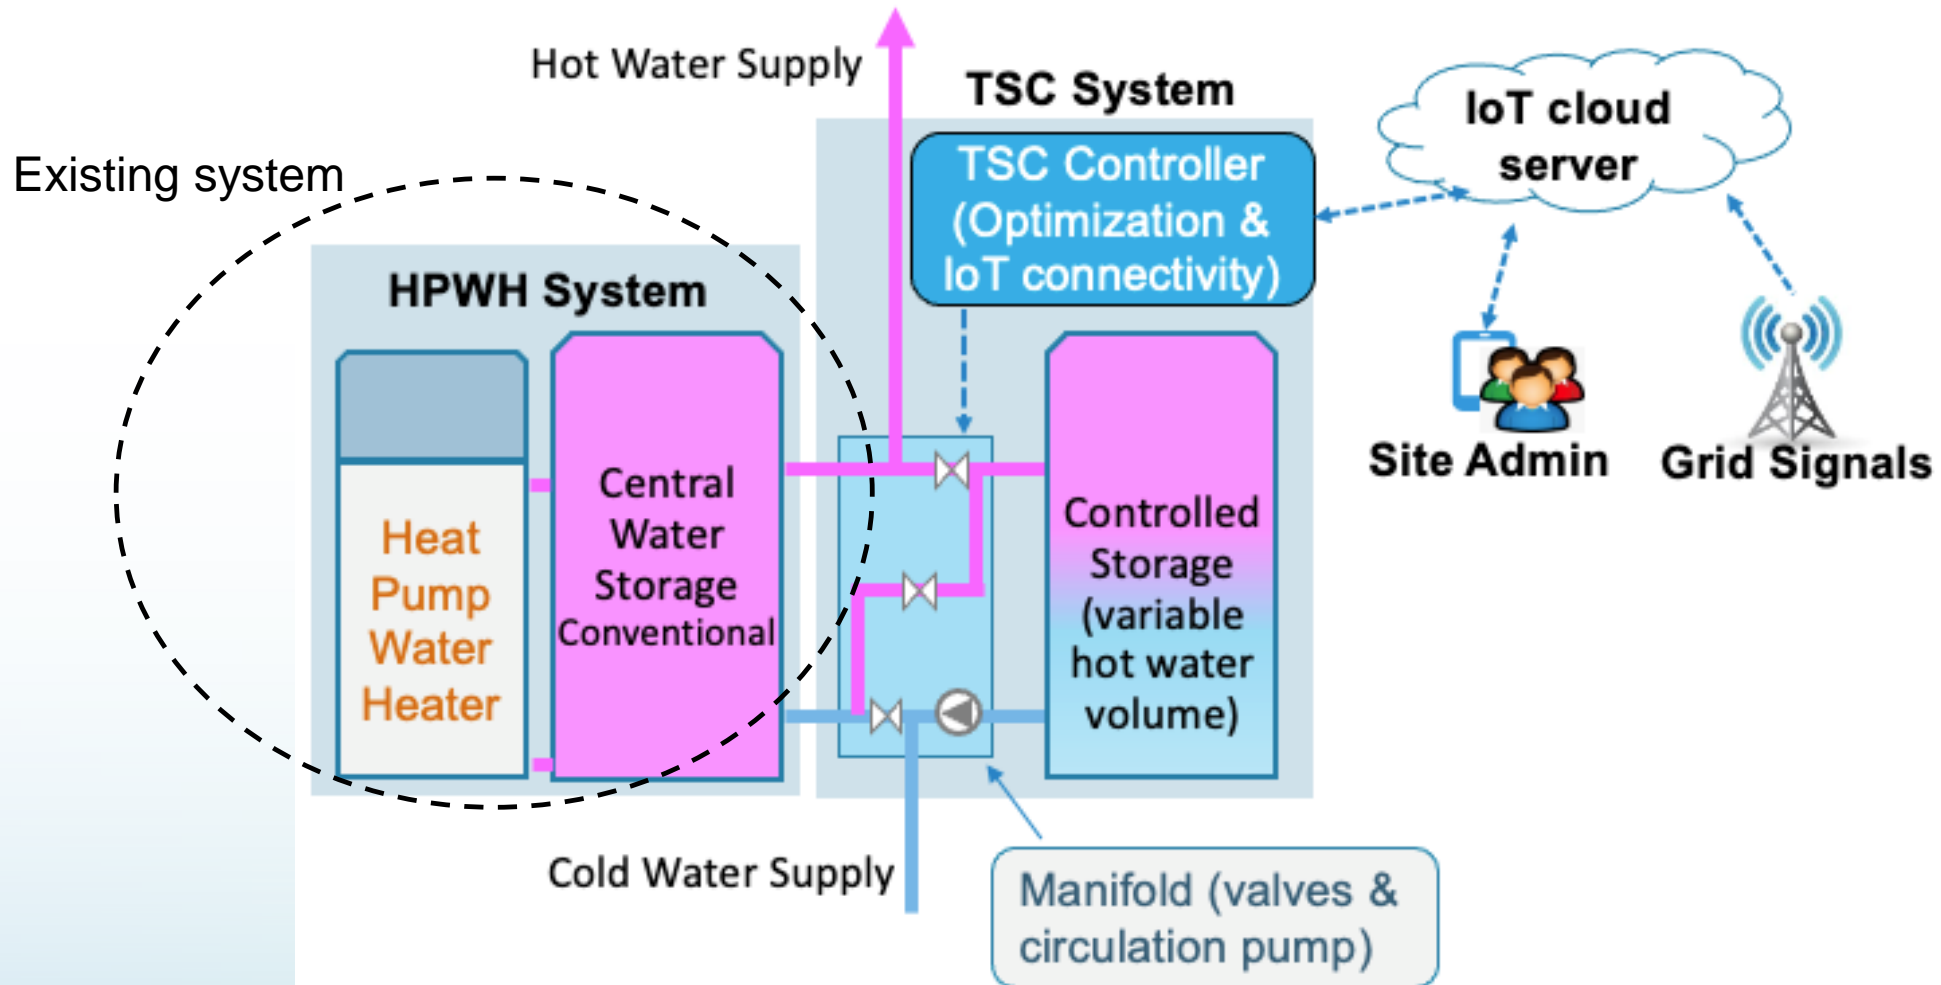 Hot Water Supply
TSC System
IoT cloud
server
Existing system
TSC Controller
(Optimization &
IoT connectivity)
HPWH System
Heat
Pump
Water
Heater
Central
Water
Storage
Conventional
Controlled
Storage
(variable
hot water
volume)
Site Admin
Grid Signals
Cold Water Supply
Manifold (valves &
circulation pump)